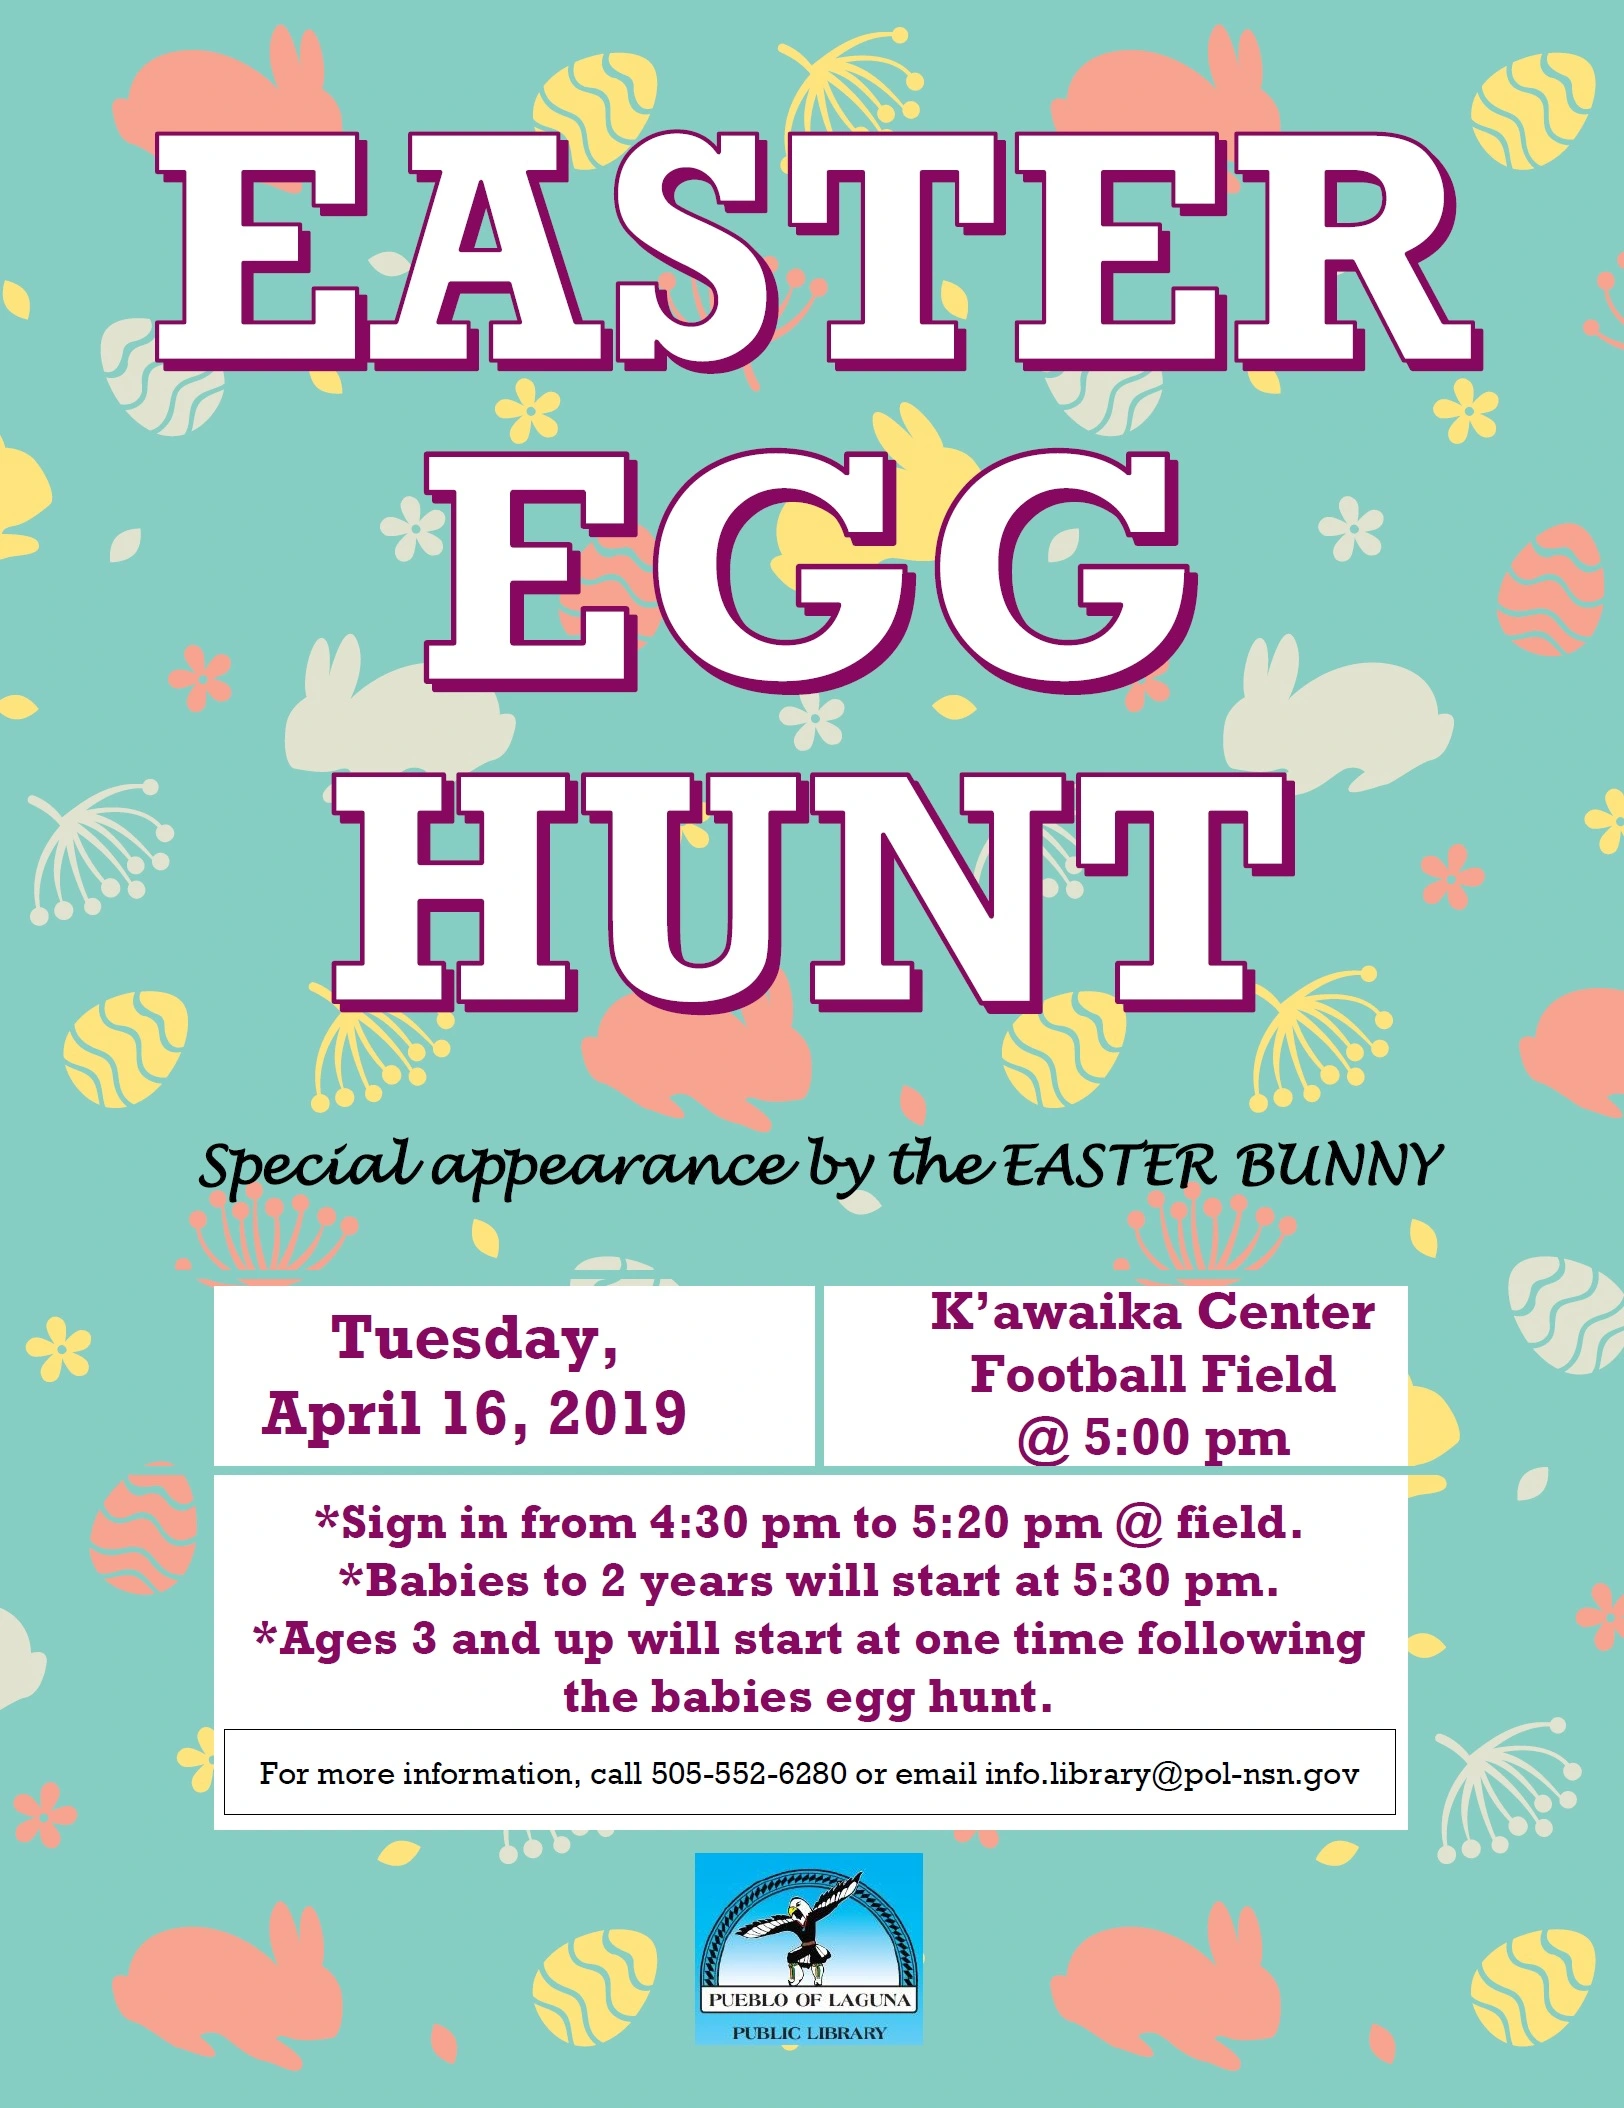 EASTER
EGG
HUNT
Special appearance by the EASTER BUNNY
Tuesday,
April 16, 2019
K’awaika Center
Football Field
@ 5:00 pm
*Sign in from 4:30 pm to 5:20 pm @ field.
*Babies to 2 years will start at 5:30 pm.
*Ages 3 and up will start at one time following
the babies egg hunt.
For more information, call 505-552-6280 or email info.library@pol-nsn.gov
PUEBLO OF LAGUNA
PUBLIC LIBRARY